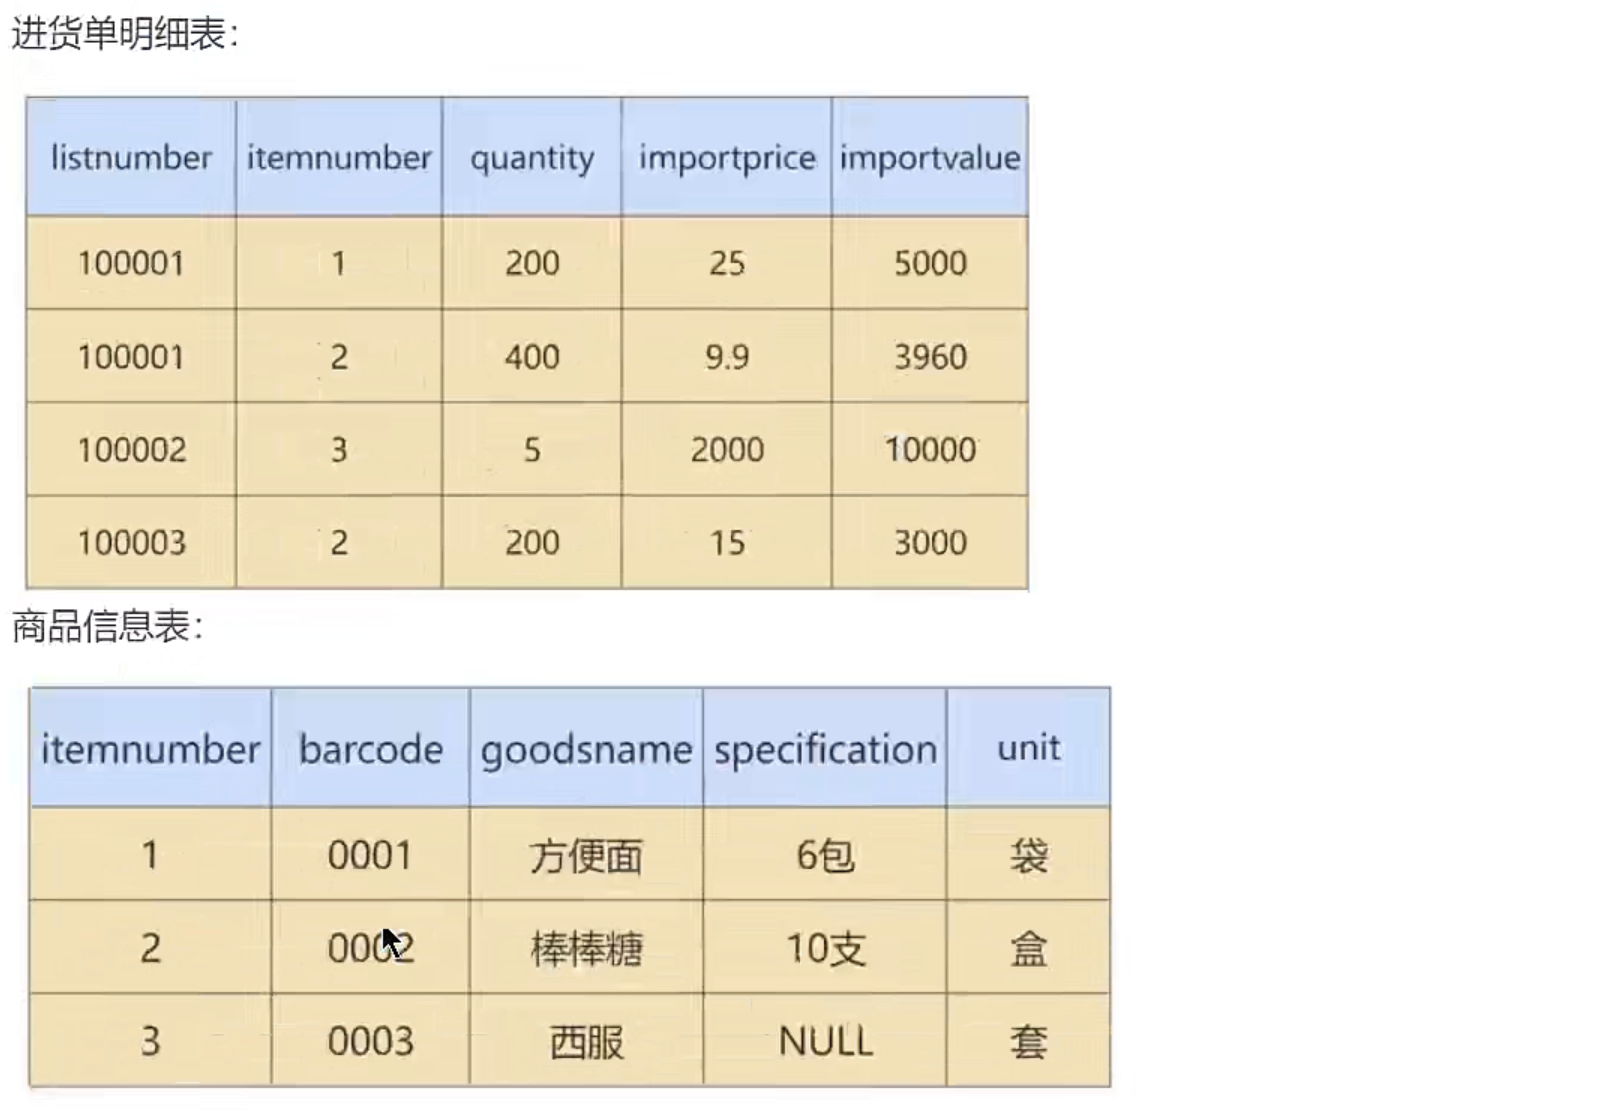 进货单明细表：
listnumber itemnumber quantity importprice importvalue
100001 1 200 25 5000
100001 2 400 9.9 3960
100002 3 5 2000 10000
100003 2 200 15 3000
商品信息表：
itemnumber barcode goodsname specification unit
1 0001 方便面 6包 袋
2 0002 棒棒糖 10支 盒
3 0003 西服 NULL 套